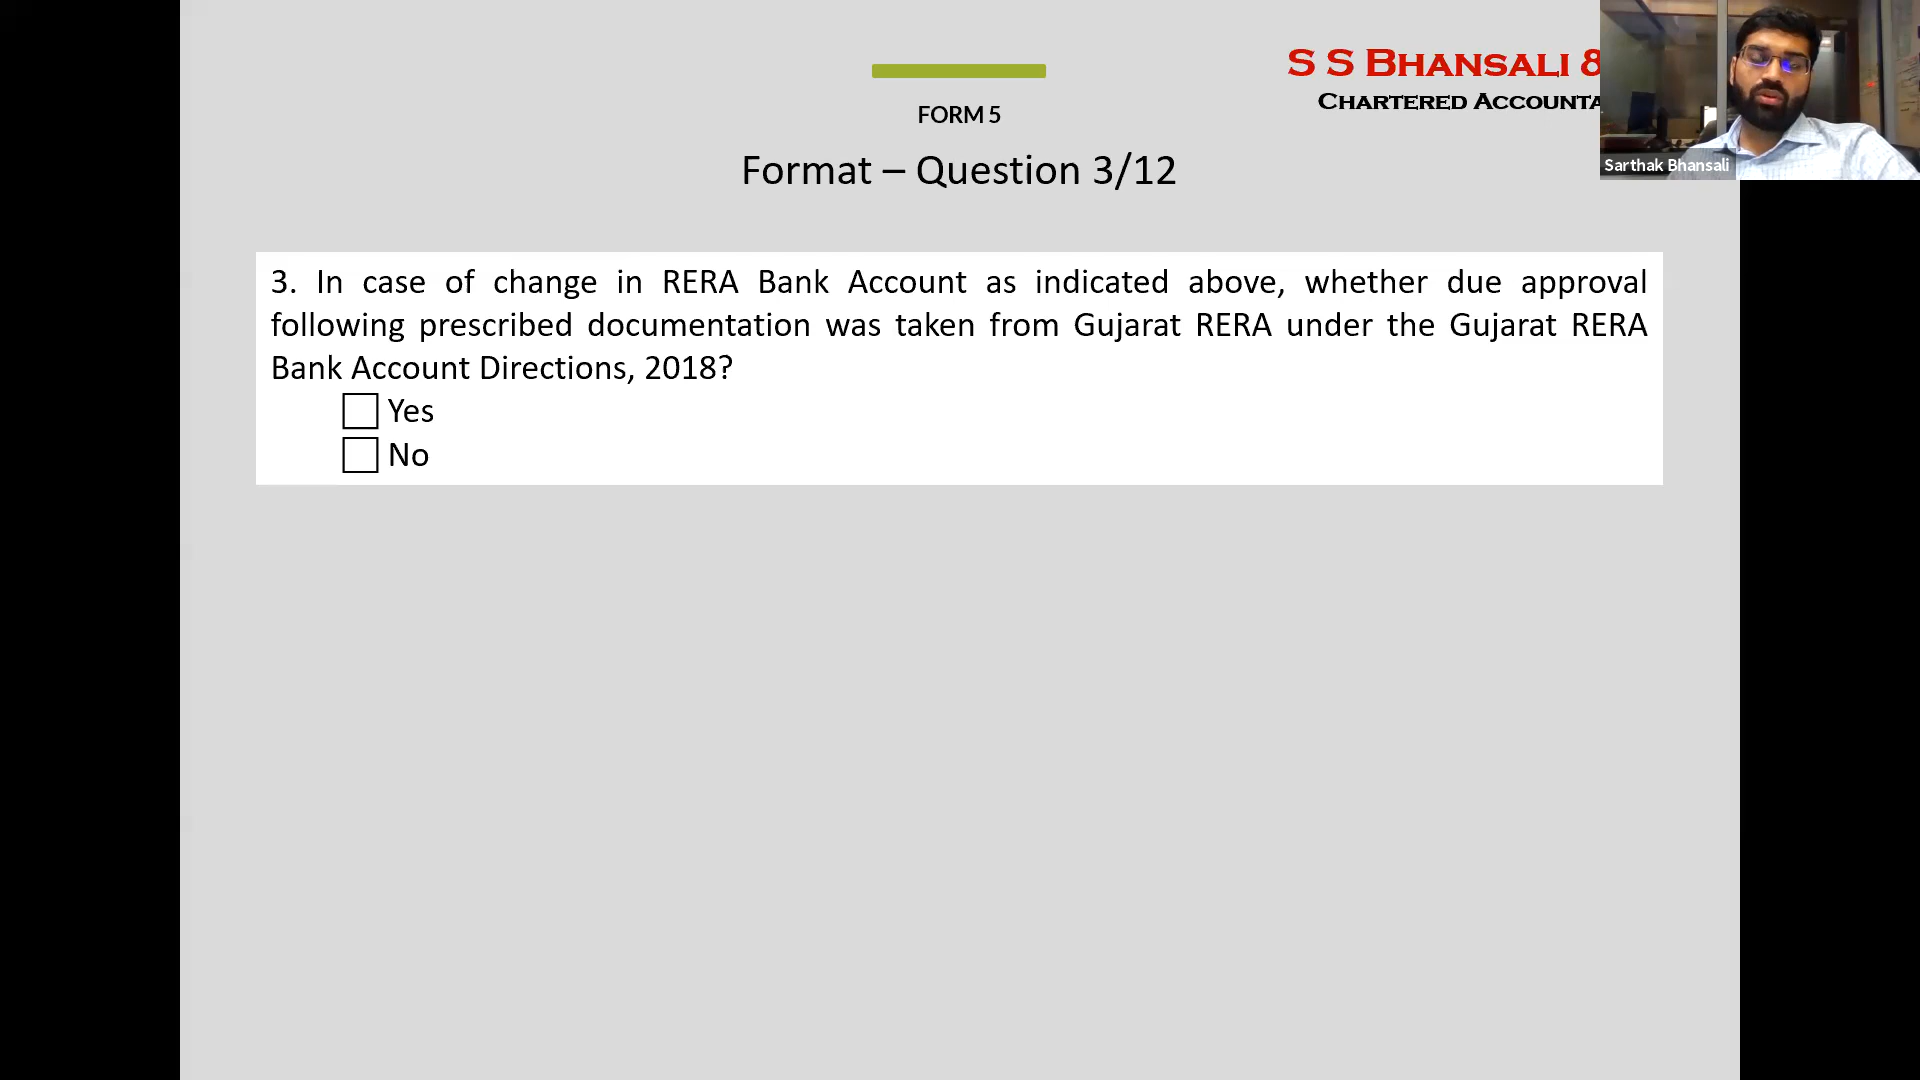 S S BHANSALI &
CHARTERED ACCOUNTA
Sarthak Bhansali
FORM 5
Format – Question 3/12
3. In case of change in RERA Bank Account as indicated above, whether due approval
following prescribed documentation was taken from Gujarat RERA under the Gujarat RERA
Bank Account Directions, 2018?
Yes
No